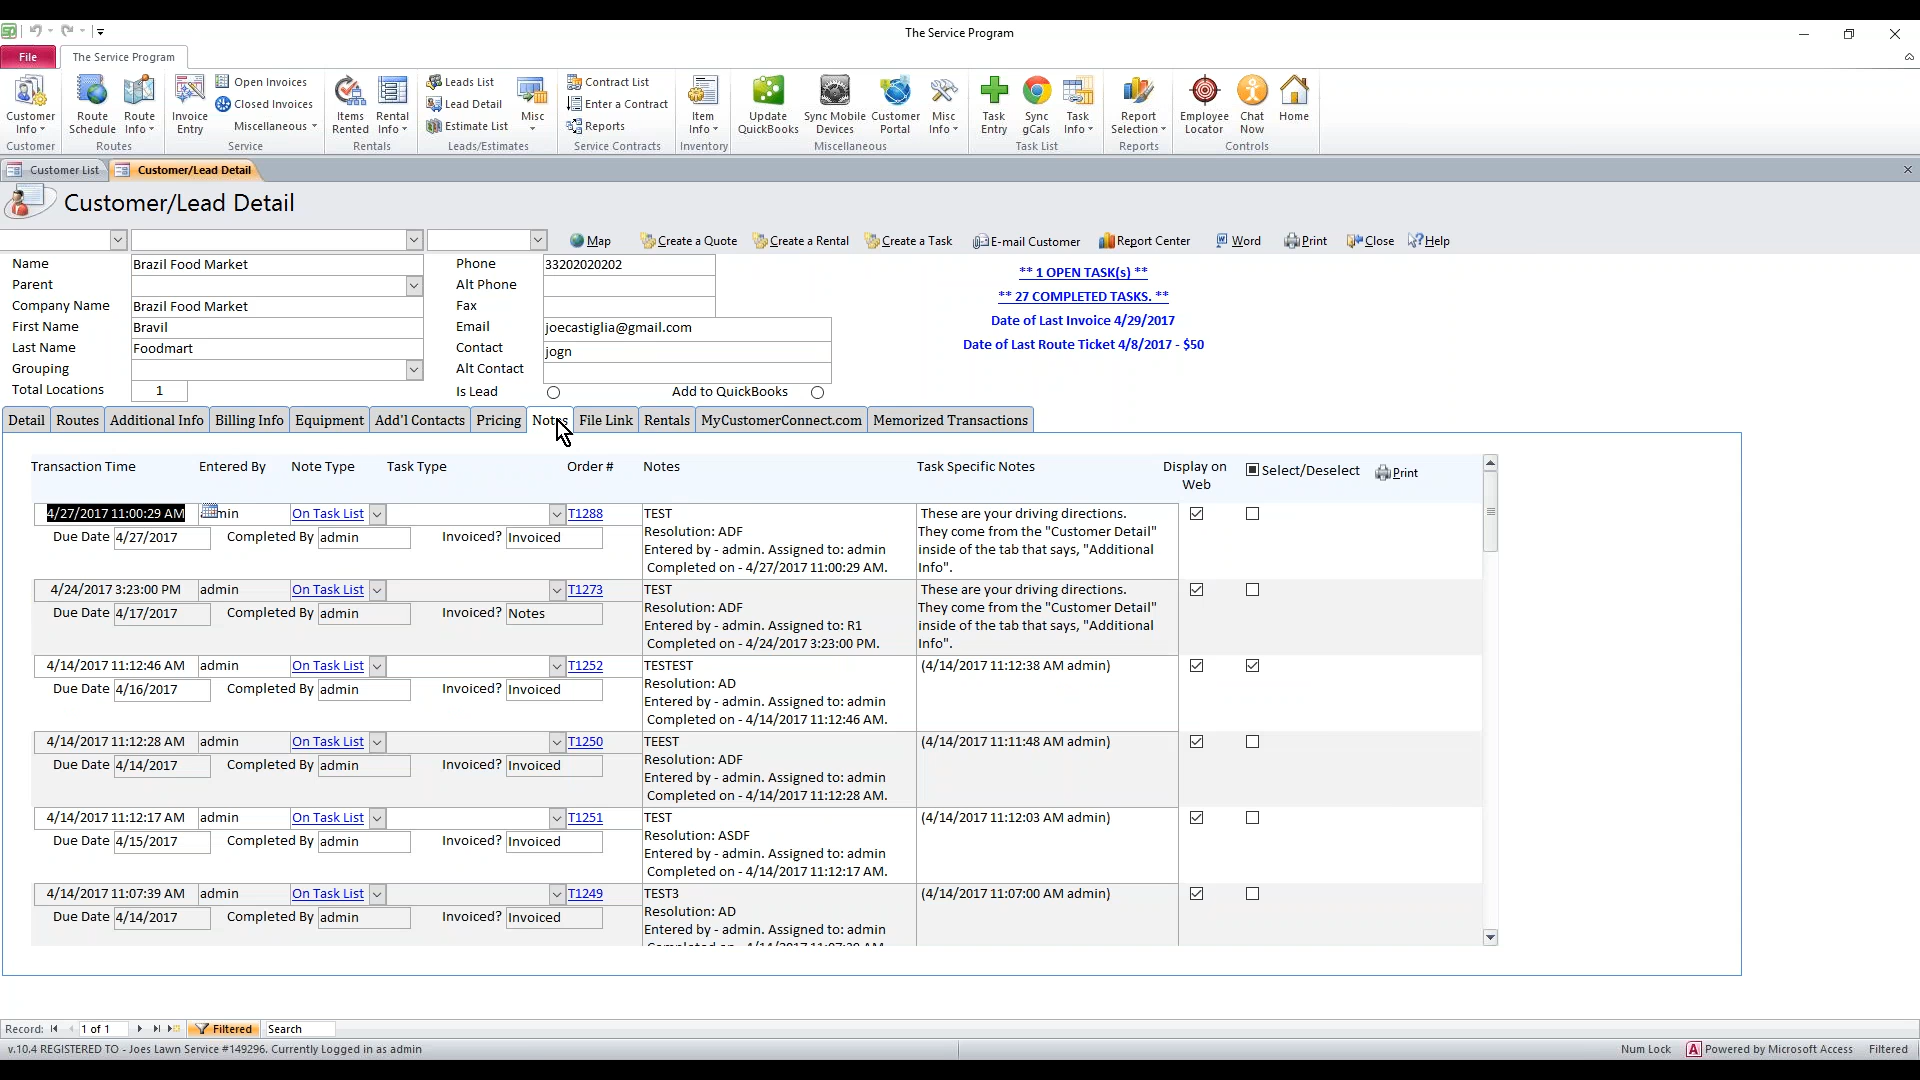 The Service Program
File
The Service Program
Customer Info
Route Schedule
Route Info
Invoice Entry
Open Invoices
Closed Invoices
Miscellaneous
Items Rented
Rental Info
Leads List
Lead Detail
Estimate List
Misc
Contract List
Enter a Contract
Reports
Item Info
Update QuickBooks
Sync Mobile Devices
Customer Portal
Misc Info
Task Entry
Sync gCals
Task Info
Report Selection
Employee Locator
Chat Now
Home
Customer
Routes
Service
Rentals
Leads/Estimates
Service Contracts
Inventory
Miscellaneous
Task List
Reports
Controls
Customer List
Customer/Lead Detail
Customer/Lead Detail
Map
Create a Quote
Create a Rental
Create a Task
E-mail Customer
Report Center
Word
Print
Close
Help
Name Brazil Food Market
Parent
Company Name Brazil Food Market
First Name Bravil
Last Name Foodmart
Grouping
Total Locations 1
Phone 33202020202
Alt Phone
Fax
Email joecastiglia@gmail.com
Contact jogn
Alt Contact
Is Lead
Add to QuickBooks
** 1 OPEN TASK(s) **
** 27 COMPLETED TASKS. **
Date of Last Invoice 4/29/2017
Date of Last Route Ticket 4/8/2017 - $50
Detail Routes Additional Info Billing Info Equipment Add'l Contacts Pricing Notes File Link Rentals MyCustomerConnect.com Memorized Transactions
Transaction Time Entered By Note Type Task Type Order # Notes Task Specific Notes Display on Web Select/Deselect Print
4/27/2017 11:00:29 AM admin On Task List T1288
Due Date 4/27/2017 Completed By admin Invoiced? Invoiced
TEST
Resolution: ADF
Entered by - admin. Assigned to: admin
Completed on - 4/27/2017 11:00:29 AM.
These are your driving directions.
They come from the "Customer Detail"
inside of the tab that says, "Additional
Info".
4/24/2017 3:23:00 PM admin On Task List T1273
Due Date 4/17/2017 Completed By admin Invoiced? Notes
TEST
Resolution: ADF
Entered by - admin. Assigned to: R1
Completed on - 4/24/2017 3:23:00 PM.
These are your driving directions.
They come from the "Customer Detail"
inside of the tab that says, "Additional
Info".
4/14/2017 11:12:46 AM admin On Task List T1252
Due Date 4/16/2017 Completed By admin Invoiced? Invoiced
TESTEST
Resolution: AD
Entered by - admin. Assigned to: admin
Completed on - 4/14/2017 11:12:46 AM.
(4/14/2017 11:12:38 AM admin)
4/14/2017 11:12:28 AM admin On Task List T1250
Due Date 4/14/2017 Completed By admin Invoiced? Invoiced
TEEST
Resolution: ADF
Entered by - admin. Assigned to: admin
Completed on - 4/14/2017 11:12:28 AM.
(4/14/2017 11:11:48 AM admin)
4/14/2017 11:12:17 AM admin On Task List T1251
Due Date 4/15/2017 Completed By admin Invoiced? Invoiced
TEST
Resolution: ASDF
Entered by - admin. Assigned to: admin
Completed on - 4/14/2017 11:12:17 AM.
(4/14/2017 11:12:03 AM admin)
4/14/2017 11:07:39 AM admin On Task List T1249
Due Date 4/14/2017 Completed By admin Invoiced? Invoiced
TEST3
Resolution: AD
Entered by - admin. Assigned to: admin
(4/14/2017 11:07:00 AM admin)
Record: 1 of 1 Filtered Search
v.10.4 REGISTERED TO - Joes Lawn Service #149296. Currently Logged in as admin
Num Lock
A Powered by Microsoft Access
Filtered